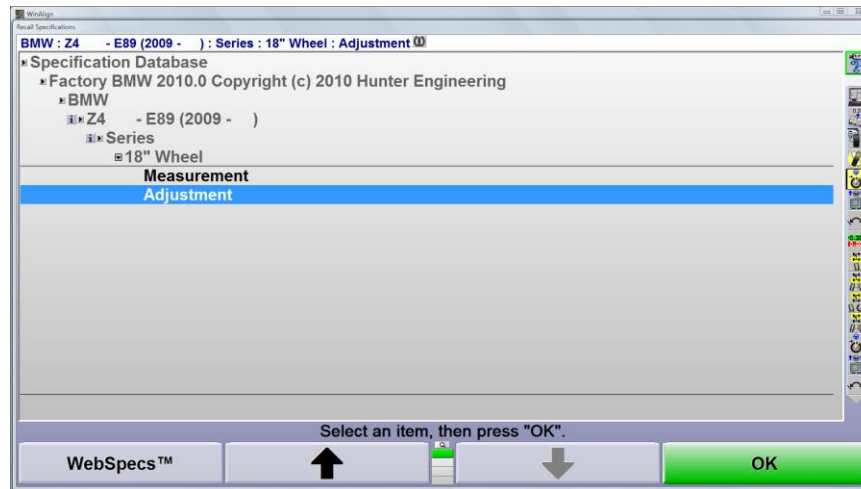 WinAlign
Recall Specifications
BMW : Z4 - E89 (2009 - ) : Series : 18" Wheel : Adjustment
Specification Database
Factory BMW 2010.0 Copyright (c) 2010 Hunter Engineering
BMW
Z4 - E89 (2009 - )
Series
18" Wheel
Measurement
Adjustment
Select an item, then press "OK".
WebSpecs™
OK